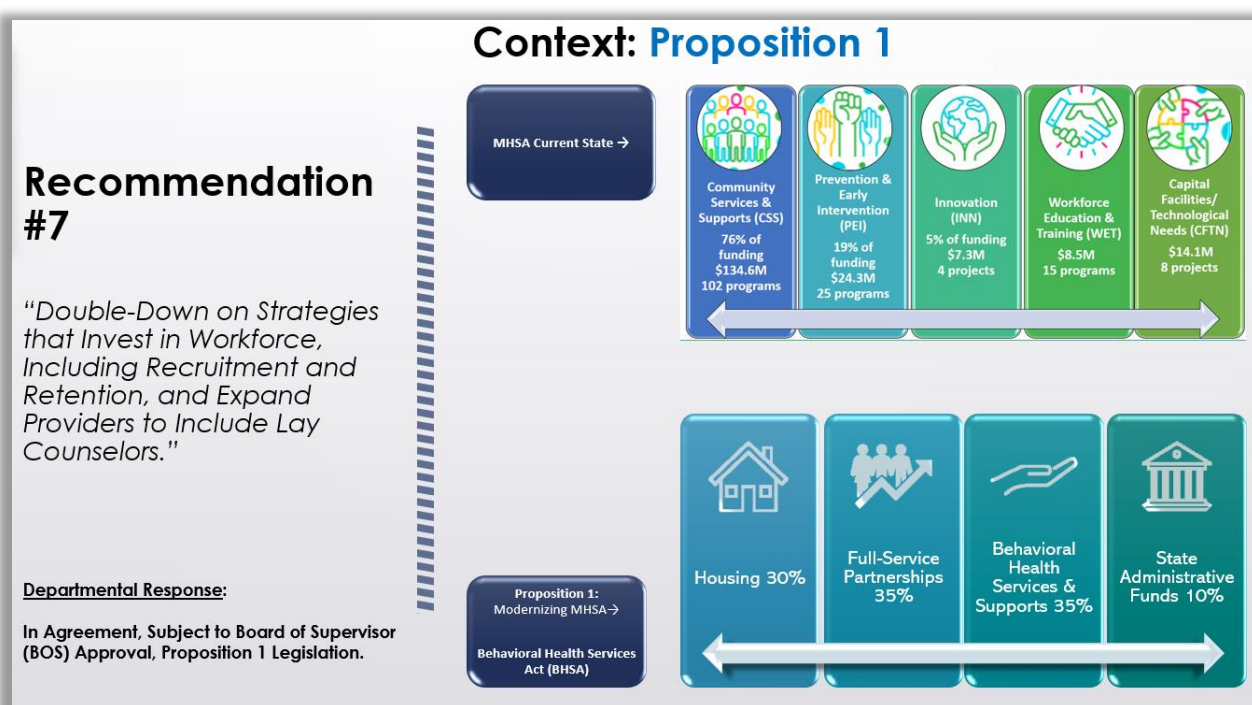 Context: Proposition 1
Recommendation
#7
“Double-Down on Strategies
that Invest in Workforce,
Including Recruitment and
Retention, and Expand
Providers to Include Lay
Counselors.”
Departmental Response:
In Agreement, Subject to Board of Supervisor
(BOS) Approval, Proposition 1 Legislation.
MHSA Current State →
Community
Services &
Supports (CSS)
76% of
funding
$134.6M
102 programs
Prevention &
Early
Intervention
(PEI)
19% of
funding
$24.3M
25 programs
Innovation
(INN)
5% of funding
$7.3M
4 projects
Workforce
Education &
Training (WET)
$8.5M
15 programs
Capital
Facilities/
Technological
Needs (CFTN)
$14.1M
8 projects
Proposition 1:
Modernizing MHSA→
Behavioral Health Services
Act (BHSA)
Housing 30%
Full-Service
Partnerships
35%
Behavioral
Health
Services &
Supports 35%
State
Administrative
Funds 10%